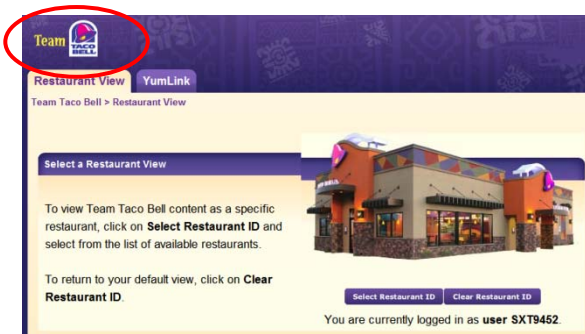 Team TACO BELL
Restaurant View YumLink
Team Taco Bell > Restaurant View
Select a Restaurant View
To view Team Taco Bell content as a specific
restaurant, click on Select Restaurant ID and
select from the list of available restaurants.
To return to your default view, click on Clear
Restaurant ID.
Select Restaurant ID Clear Restaurant ID
You are currently logged in as user SXT9452.